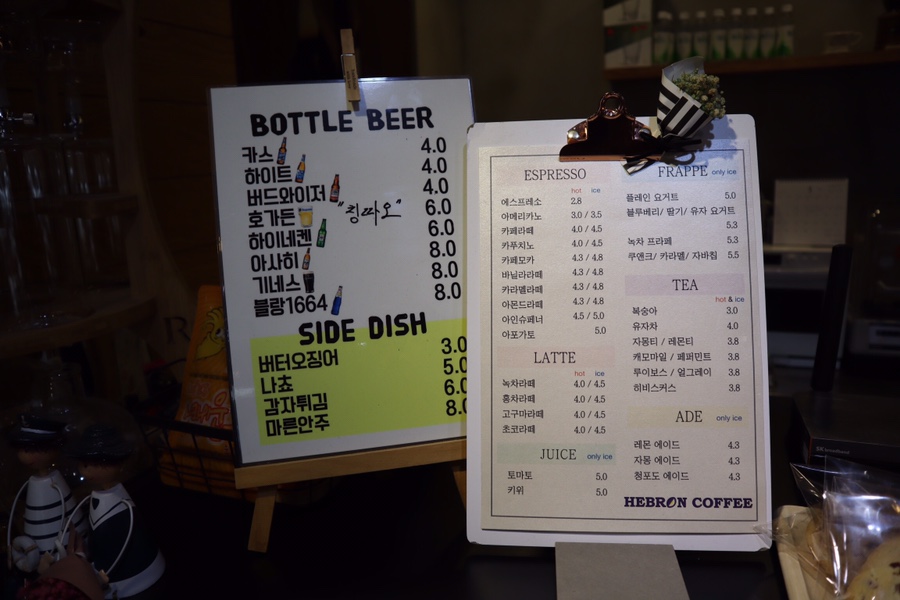 BOTTLE BEER
카스 4.0
하이트 4.0
버드와이저 4.0
호가든 "칭따오" 6.0
하이네켄 6.0
아사히 8.0
기네스 8.0
블랑1664 8.0
SIDE DISH
버터오징어 3.0
나쵸 5.0
감자튀김 6.0
마른안주 8.0
ESPRESSO
hot ice
에스프레소 2.8
아메리카노 3.0 / 3.5
카페라떼 4.0 / 4.5
카푸치노 4.0 / 4.5
카페모카 4.3 / 4.8
바닐라라떼 4.3 / 4.8
카라멜라떼 4.3 / 4.8
아몬드라떼 4.3 / 4.8
아인슈페너 4.5 / 5.0
아포가토 5.0
LATTE
hot ice
녹차라떼 4.0 / 4.5
홍차라떼 4.0 / 4.5
고구마라떼 4.0 / 4.5
초코라떼 4.0 / 4.5
JUICE only ice
토마토 5.0
키위 5.0
FRAPPE only ice
플레인 요거트 5.0
블루베리/ 딸기/ 유자 요거트
5.3
녹차 프라페 5.3
쿠앤크/ 카라멜/ 자바칩 5.5
TEA
hot & ice
복숭아 3.0
유자차 4.0
자몽티 / 레몬티 3.8
캐모마일 / 페퍼민트 3.8
루이보스 / 얼그레이 3.8
히비스커스 3.8
ADE only ice
레몬 에이드 4.3
자몽 에이드 4.3
청포도 에이드 4.3
HEBRON COFFEE